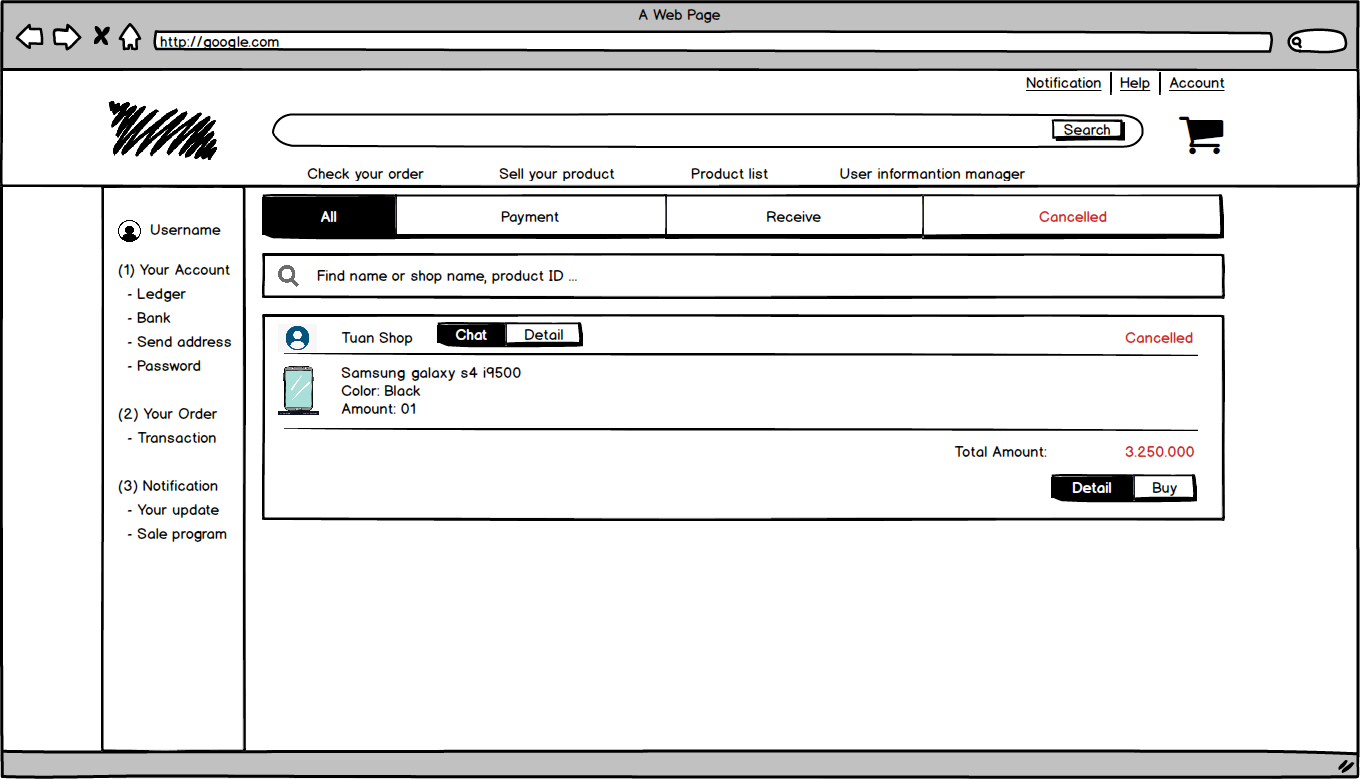 A Web Page
http://google.com
Notification Help Account
Search
Check your order Sell your product Product list User informantion manager
All Payment Receive Cancelled
Username
(1) Your Account
- Ledger
- Bank
- Send address
- Password
(2) Your Order
- Transaction
(3) Notification
- Your update
- Sale program
Find name or shop name, product ID ...
Tuan Shop Chat Detail Cancelled
Samsung galaxy s4 i9500
Color: Black
Amount: 01
Total Amount: 3.250.000
Detail Buy